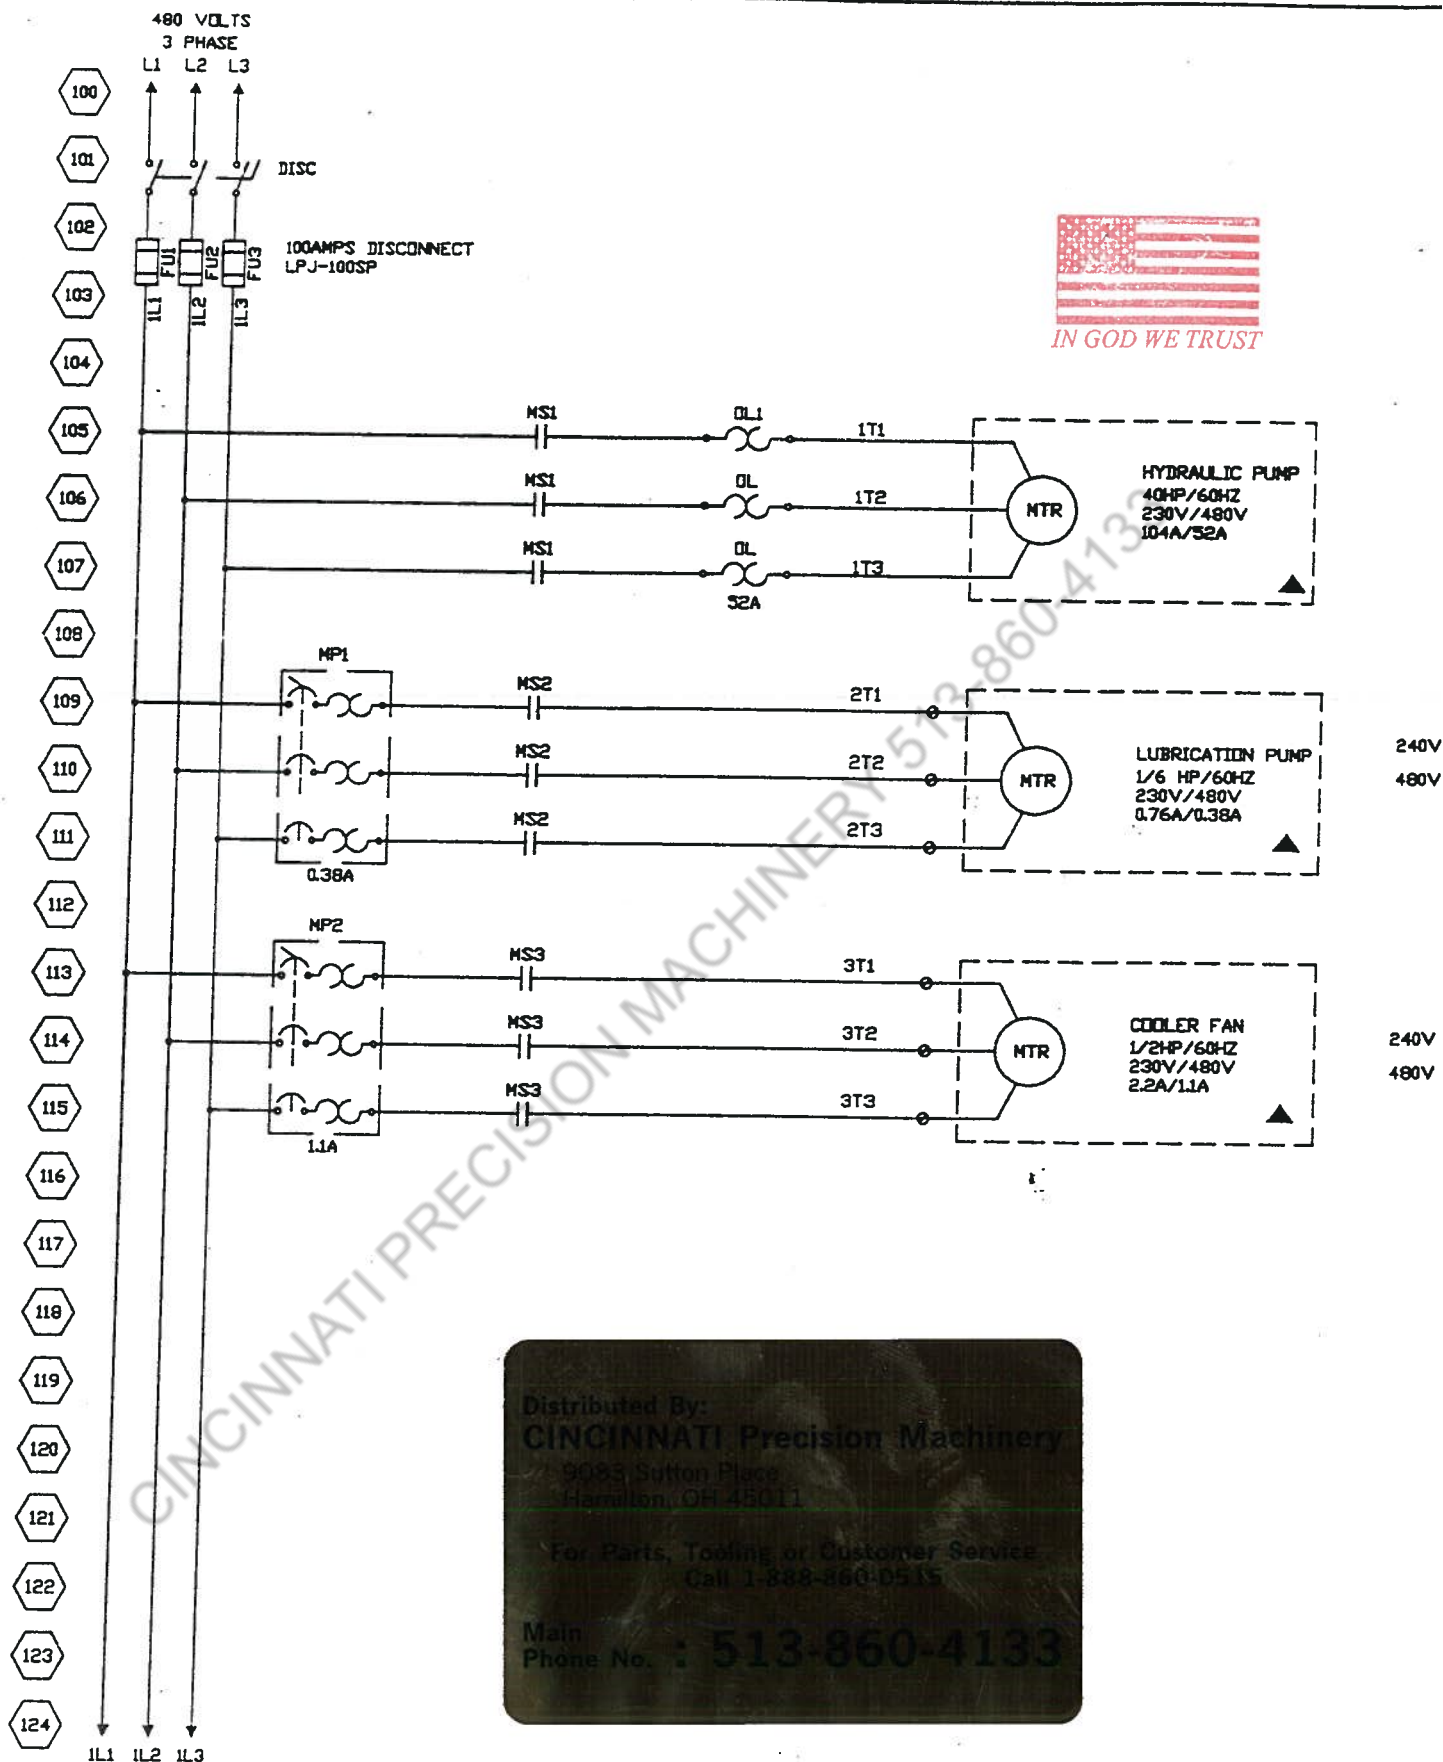 480 VOLTS
3 PHASE
L1 L2 L3
100
101
DISC
102
FU1 FU2 FU3
100AMPS DISCONNECT
LPJ-100SP
103
1L1 1L2 1L3
IN GOD WE TRUST
104
105
MS1
OL1
1T1
106
MS1
OL
1T2
107
MS1
OL
52A
1T3
MTR
HYDRAULIC PUMP
40HP/60HZ
230V/480V
104A/52A
108
MP1
109
MS2
2T1
110
MS2
2T2
111
MS2
2T3
0.38A
MTR
LUBRICATION PUMP
1/6 HP/60HZ
230V/480V
0.76A/0.38A
240V
480V
112
MP2
113
MS3
3T1
114
MS3
3T2
115
MS3
3T3
1.1A
MTR
COOLER FAN
1/2HP/60HZ
230V/480V
2.2A/1.1A
240V
480V
116
117
118
119
120
121
122
123
124
1L1 1L2 1L3
CINCINNATI PRECISION MACHINERY 513-860-4133
Distributed By:
CINCINNATI Precision Machinery
9083 Sutton Place
Hamilton, OH 45011
For Parts, Tooling or Customer Service
Call 1-888-860-0515
Main
Phone No. : 513-860-4133